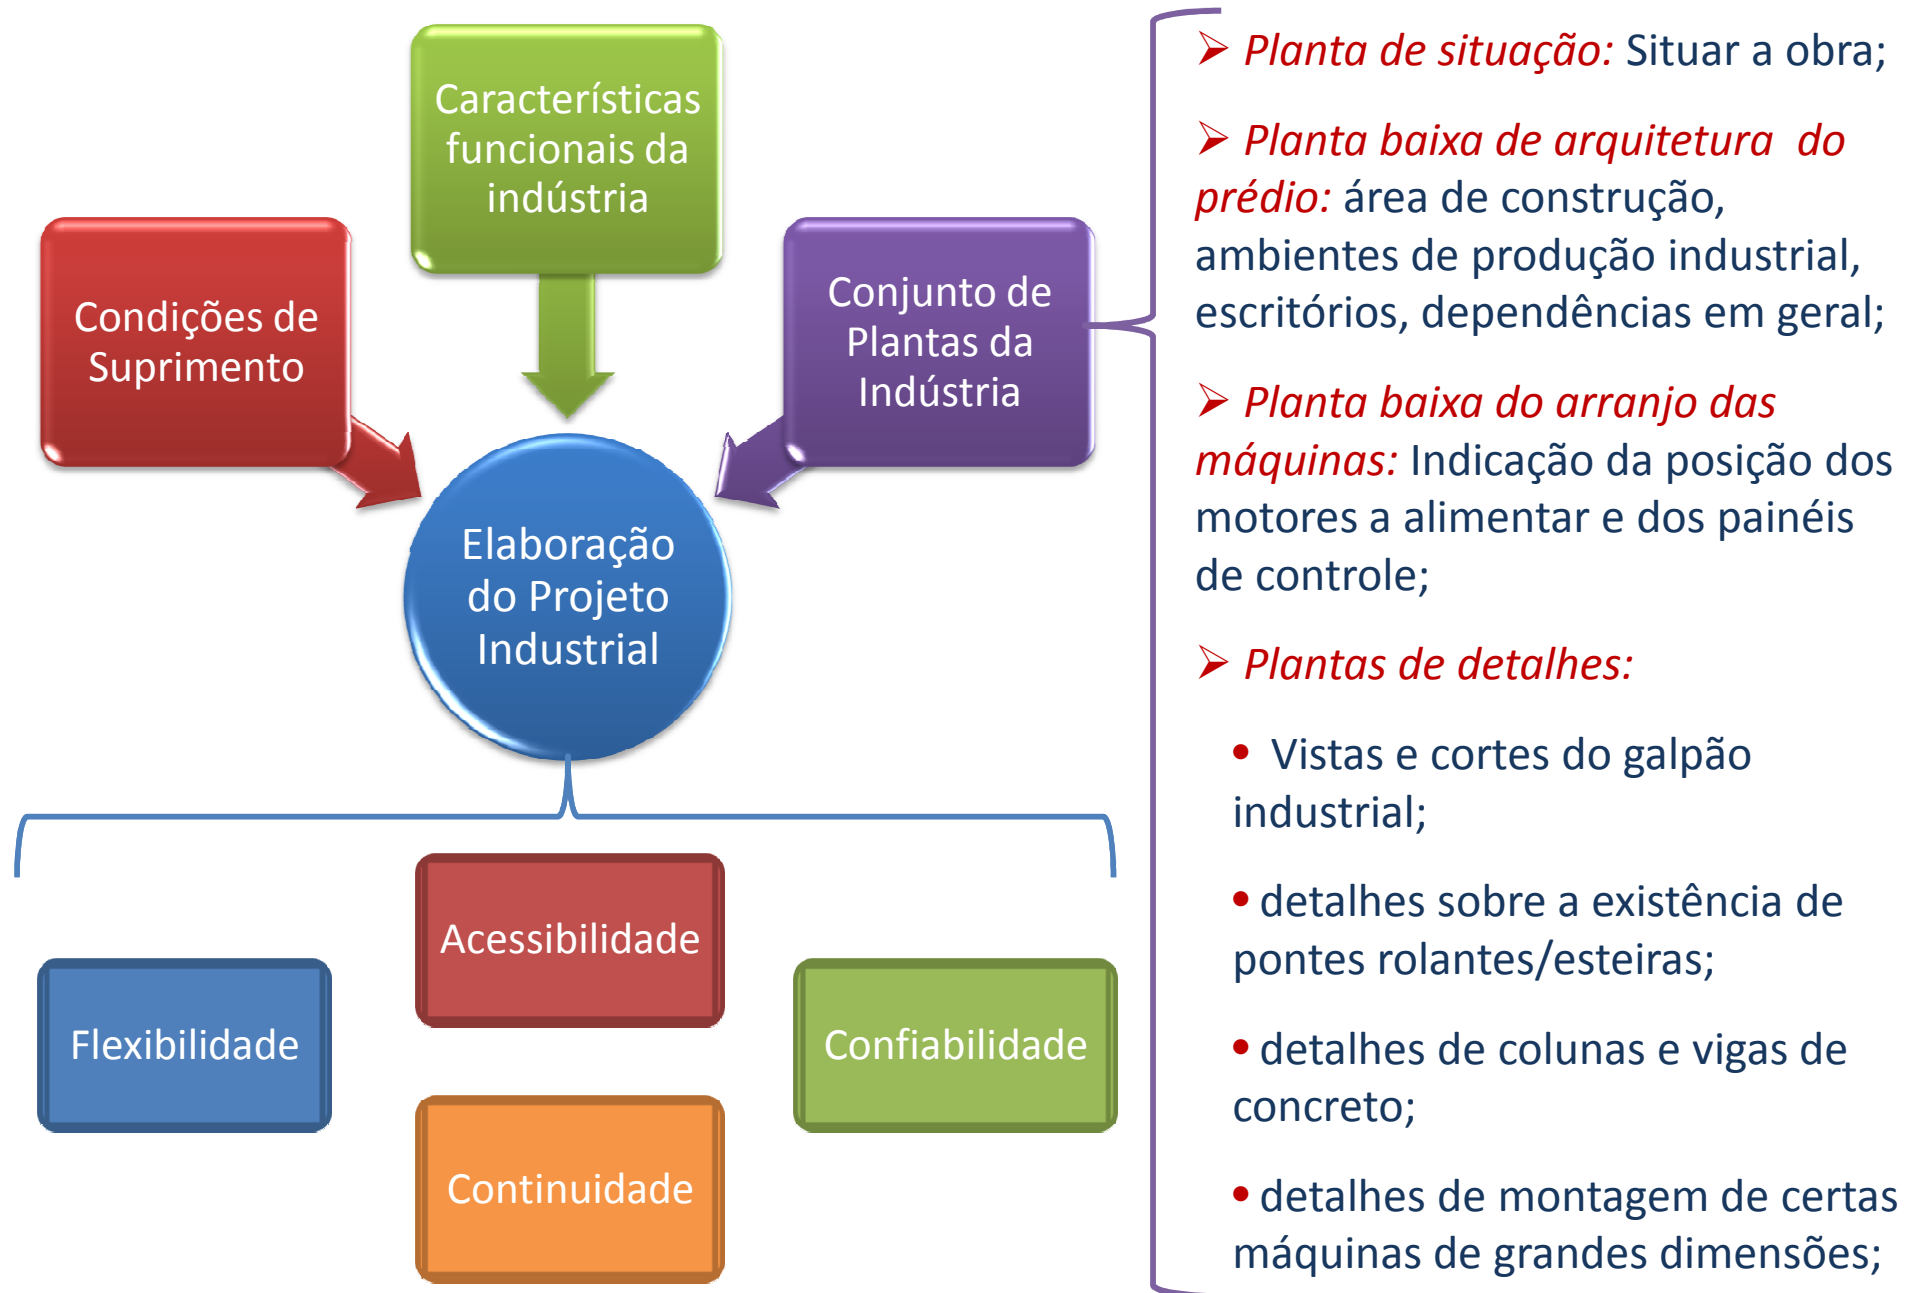 Características
funcionais da
indústria
Condições de
Suprimento
Conjunto de
Plantas da
Indústria
Elaboração
do Projeto
Industrial
Acessibilidade
Flexibilidade
Confiabilidade
Continuidade
➢ Planta de situação: Situar a obra;
➢ Planta baixa de arquitetura do
prédio: área de construção,
ambientes de produção industrial,
escritórios, dependências em geral;
➢ Planta baixa do arranjo das
máquinas: Indicação da posição dos
motores a alimentar e dos painéis
de controle;
➢ Plantas de detalhes:
• Vistas e cortes do galpão
industrial;
• detalhes sobre a existência de
pontes rolantes/esteiras;
• detalhes de colunas e vigas de
concreto;
• detalhes de montagem de certas
máquinas de grandes dimensões;